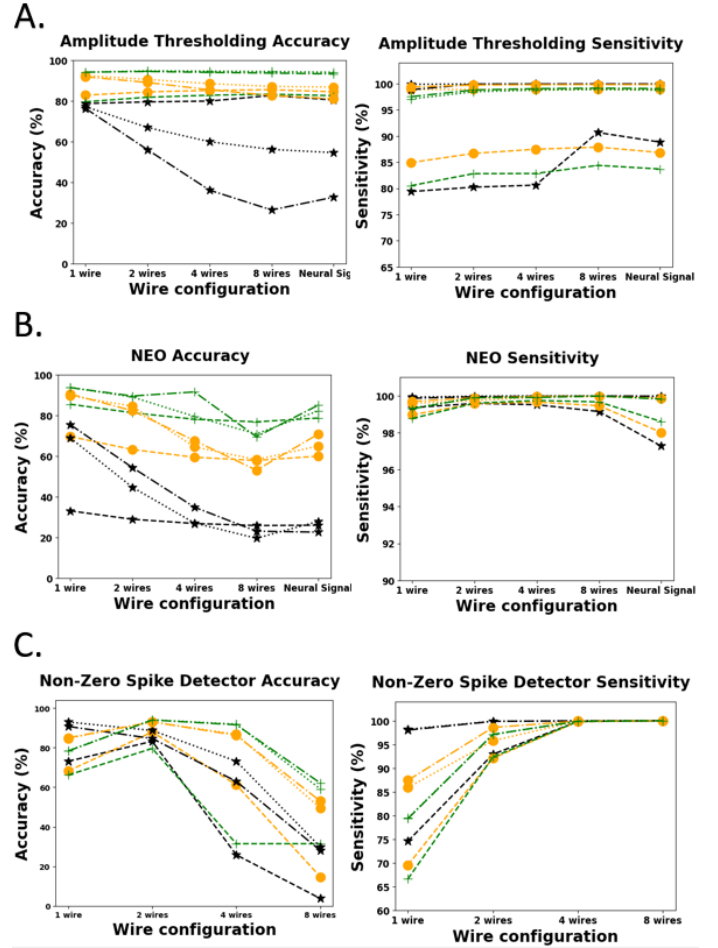 A.
Amplitude Thresholding Accuracy
Amplitude Thresholding Sensitivity
100
80
60
40
20
0
Accuracy (%)
1 wire 2 wires 4 wires 8 wires Neural Sig
Wire configuration
100
95
90
85
80
75
70
65
Sensitivity (%)
1 wire 2 wires 4 wires 8 wires Neural Signal
Wire configuration
B.
NEO Accuracy
NEO Sensitivity
100
80
60
40
20
0
Accuracy (%)
1 wire 2 wires 4 wires 8 wires Neural Signal
Wire configuration
100
98
96
94
92
90
Sensitivity (%)
1 wire 2 wires 4 wires 8 wires Neural Signal
Wire configuration
C.
Non-Zero Spike Detector Accuracy
Non-Zero Spike Detector Sensitivity
100
80
60
40
20
0
Accuracy (%)
1 wire 2 wires 4 wires 8 wires
Wire configuration
100
95
90
85
80
75
70
65
60
Sensitivity (%)
1 wire 2 wires 4 wires 8 wires
Wire configuration